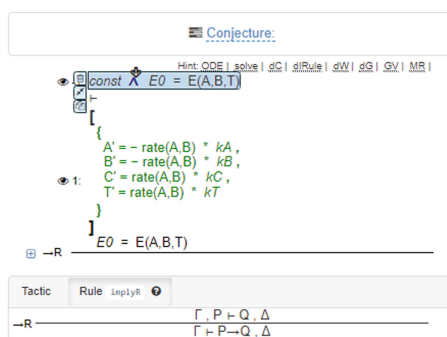 Conjecture:
Hint: ODE | solve | dC | dIRule | dW | dG | GV | MR |
const ∧ E0 = E(A,B,T)
⊢
[
{
A' = − rate(A,B) * kA ,
B' = − rate(A,B) * kB ,
1: C' = rate(A,B) * kC ,
T' = rate(A,B) * kT
}
]
E0 = E(A,B,T)
→R
Tactic Rule implyR
Γ , P ⊢ Q , Δ
→R
Γ ⊢ P→Q , Δ